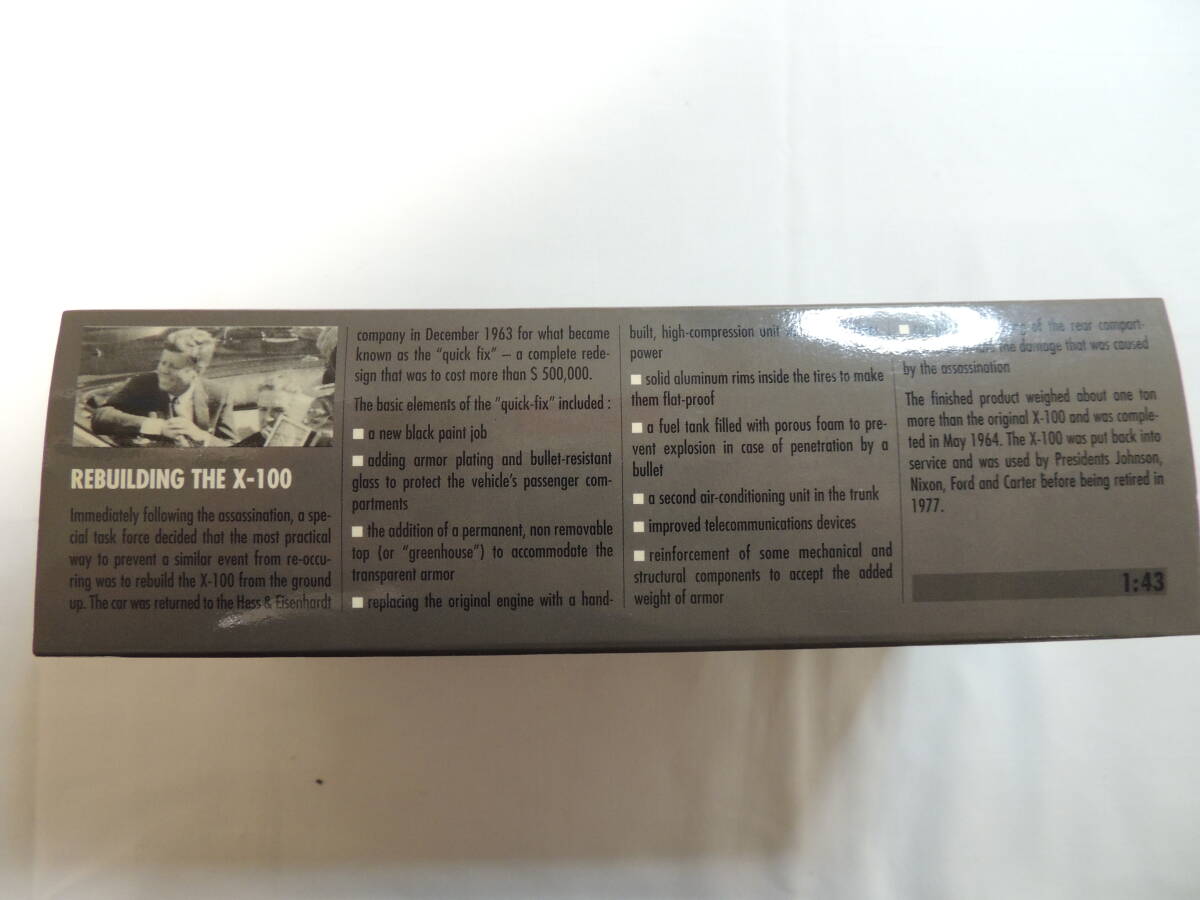 REBUILDING THE X-100
Immediately following the assassination, a spe-
cial task force decided that the most practical
way to prevent a similar event from re-occu-
ring was to rebuild the X-100 from the ground
up. The car was returned to the Hess & Eisenhardt
company in December 1963 for what became
known as the "quick fix" – a complete rede-
sign that was to cost more than $ 500,000.
The basic elements of the "quick-fix" included :
a new black paint job
adding armor plating and bullet-resistant
glass to protect the vehicle's passenger com-
partments
the addition of a permanent, non removable
top (or "greenhouse") to accommodate the
transparent armor
replacing the original engine with a hand-
built, high-compression unit
power
solid aluminum rims inside the tires to make
them flat-proof
a fuel tank filled with porous foam to pre-
vent explosion in case of penetration by a
bullet
a second air-conditioning unit in the trunk
improved telecommunications devices
reinforcement of some mechanical and
structural components to accept the added
weight of armor
of the rear compart-
the damage that was caused
by the assassination
The finished product weighed about one ton
more than the original X-100 and was comple-
ted in May 1964. The X-100 was put back into
service and was used by Presidents Johnson,
Nixon, Ford and Carter before being retired in
1977.
1:43